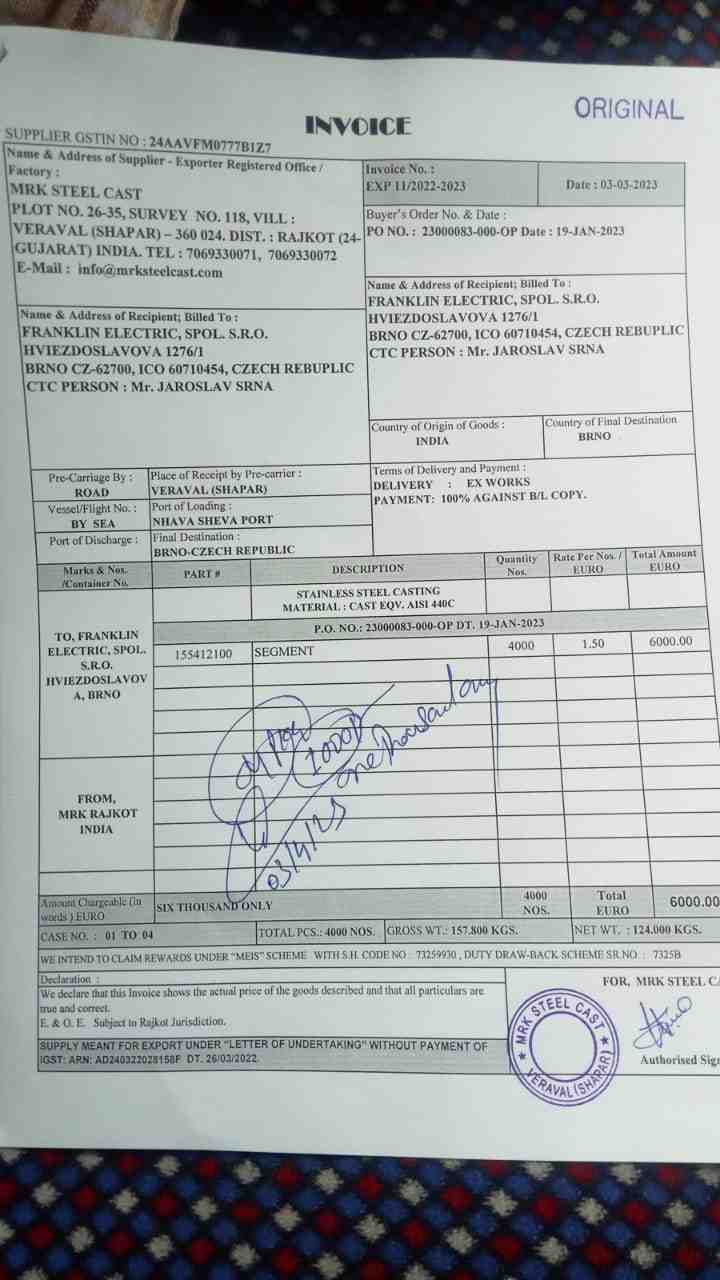 ORIGINAL
INVOICE
SUPPLIER GSTIN NO : 24AAVFM0777B1Z7
Name & Address of Supplier - Exporter Registered Office /
Factory :
MRK STEEL CAST
PLOT NO. 26-35, SURVEY NO. 118, VILL :
VERAVAL (SHAPAR) – 360 024. DIST. : RAJKOT (24-
GUJARAT) INDIA. TEL : 7069330071, 7069330072
E-Mail : info@mrksteelcast.com
Invoice No. :
EXP 11/2022-2023
Date : 03-03-2023
Buyer's Order No. & Date :
PO NO. : 23000083-000-OP Date : 19-JAN-2023
Name & Address of Recipient; Billed To :
FRANKLIN ELECTRIC, SPOL. S.R.O.
HVIEZDOSLAVOVA 1276/1
BRNO CZ-62700, ICO 60710454, CZECH REBUPLIC
CTC PERSON : Mr. JAROSLAV SRNA
Name & Address of Recipient; Billed To :
FRANKLIN ELECTRIC, SPOL. S.R.O.
HVIEZDOSLAVOVA 1276/1
BRNO CZ-62700, ICO 60710454, CZECH REBUPLIC
CTC PERSON : Mr. JAROSLAV SRNA
Country of Origin of Goods :
INDIA
Country of Final Destination
BRNO
Pre-Carriage By :
ROAD
Place of Receipt by Pre-carrier :
VERAVAL (SHAPAR)
Vessel/Flight No. :
BY SEA
Port of Loading :
NHAVA SHEVA PORT
Port of Discharge :
Final Destination :
BRNO-CZECH REPUBLIC
Terms of Delivery and Payment :
DELIVERY : EX WORKS
PAYMENT: 100% AGAINST B/L COPY.
Marks & Nos. /Container No.
PART #
DESCRIPTION
Quantity Nos.
Rate Per Nos. / EURO
Total Amount EURO
STAINLESS STEEL CASTING
MATERIAL : CAST EQV. AISI 440C
P.O. NO.: 23000083-000-OP DT. 19-JAN-2023
TO, FRANKLIN
ELECTRIC, SPOL.
S.R.O.
HVIEZDOSLAVOV
A, BRNO
155412100 SEGMENT 4000 1.50 6000.00
one Thousand
03/4/25
FROM,
MRK RAJKOT
INDIA
Amount Chargeable (in words ) EURO
SIX THOUSAND ONLY
4000 NOS.
Total EURO
6000.00
CASE NO. : 01 TO 04
TOTAL PCS.: 4000 NOS.
GROSS WT.: 157.800 KGS.
NET WT. : 124.000 KGS.
WE INTEND TO CLAIM REWARDS UNDER "MEIS" SCHEME WITH S.H. CODE NO : 73259930 , DUTY DRAW-BACK SCHEME SR.NO. : 7325B
Declaration :
We declare that this Invoice shows the actual price of the goods described and that all particulars are
true and correct.
E. & O. E. Subject to Rajkot Jurisdiction.
SUPPLY MEANT FOR EXPORT UNDER "LETTER OF UNDERTAKING" WITHOUT PAYMENT OF
IGST: ARN: AD240322028158F DT. 26/03/2022.
FOR, MRK STEEL CA
MRK STEEL CAST
VERAVAL (SHAPAR)
Authorised Sig